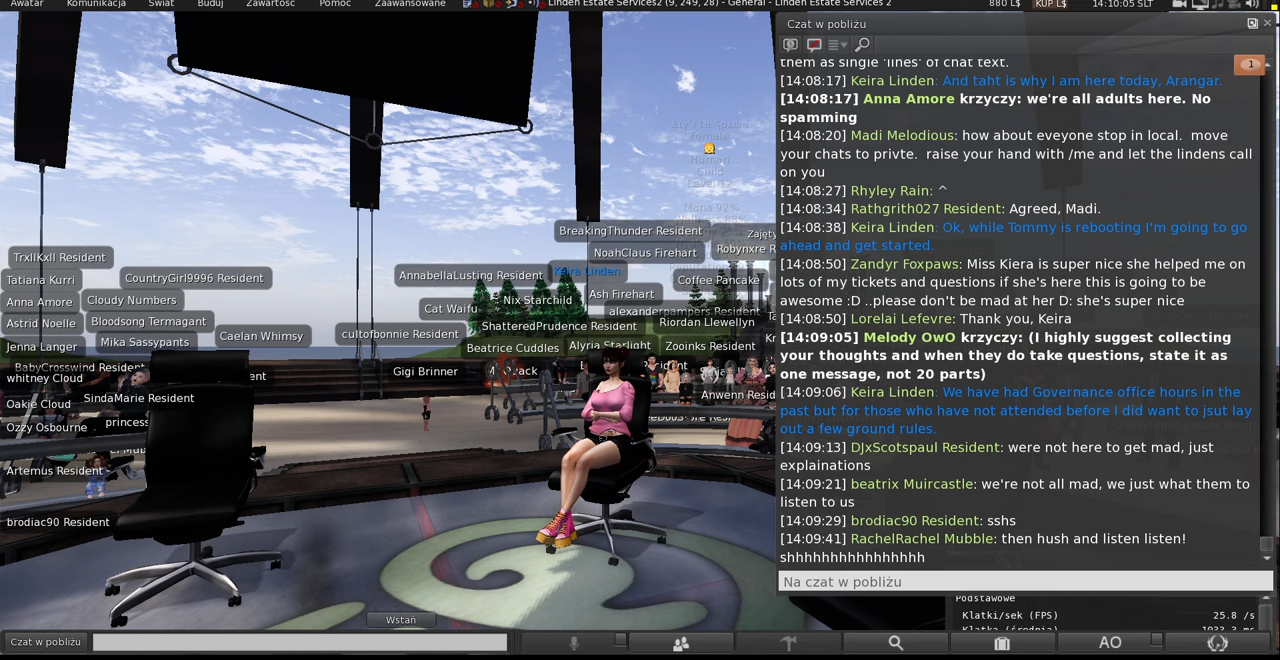 Awatar Komunikacja Świat Buduj Zawartość Pomoc Zaawansowane
Linden Estate Services2 (9, 249, 28) - General - Linden Estate Services 2
880 L$ KUP L$ 14:10:05 SLT
Czat w pobliżu
them as single 'lines' of chat text.
1
[14:08:17] Keira Linden: And taht is why I am here today, Arangar.
[14:08:17] Anna Amore krzyczy: we're all adults here. No
spamming
[14:08:20] Madi Melodious: how about eveyone stop in local. move
your chats to privte. raise your hand with /me and let the lindens call
on you
[14:08:27] Rhyley Rain: ^
[14:08:34] Rathgrith027 Resident: Agreed, Madi.
[14:08:38] Keira Linden: Ok, while Tommy is rebooting I'm going to go
ahead and get started.
[14:08:50] Zandyr Foxpaws: Miss Kiera is super nice she helped me on
lots of my tickets and questions if she's here this is going to be
awesome :D ..please don't be mad at her D: she's super nice
[14:08:50] Lorelai Lefevre: Thank you, Keira
[14:09:05] Melody OwO krzyczy: (I highly suggest collecting
your thoughts and when they do take questions, state it as
one message, not 20 parts)
[14:09:06] Keira Linden: We have had Governance office hours in the
past but for those who have not attended before I did want to jsut lay
out a few ground rules.
[14:09:13] DJxScotspaul Resident: were not here to get mad, just
explainations
[14:09:21] beatrix Muircastle: we're not all mad, we just what them to
listen to us
[14:09:29] brodiac90 Resident: sshs
[14:09:41] RachelRachel Mubble: then hush and listen listen!
shhhhhhhhhhhhhhhhh
Na czat w pobliżu
Female
Human
Child
Mana 92%
BreakingThunder Resident
Zajęty
NoahClaus Firehart
Robynxre R
TrxllKxll Resident
Tatiana Kurri
CountryGirl9996 Resident
AnnabellaLusting Resident
Keira Linden
Coffee Pancake
Anna Amore
Cloudy Numbers
Cat Waifu
Nix Starchild
Ash Firehart
alexanderpampers Resident
Astrid Noelle
Bloodsong Termagant
ShatteredPrudence Resident
Riordan Llewellyn
Jenna Langer
Mika Sassypants
Caelan Whimsy
cultofbonnie Resident
Beatrice Cuddles
Alyria Starlight
Zooinks Resident
BabyCrosswind Resident
whitney Cloud
Gigi Brinner
SindaMarie Resident
Anwenn Resid
Oakie Cloud
princess
Ozzy Osbourne
Artemus Resident
brodiac90 Resident
Wstań
Podstawowe
Klatki/sek (FPS) 25.8 /s
Czat w pobliżu
AO